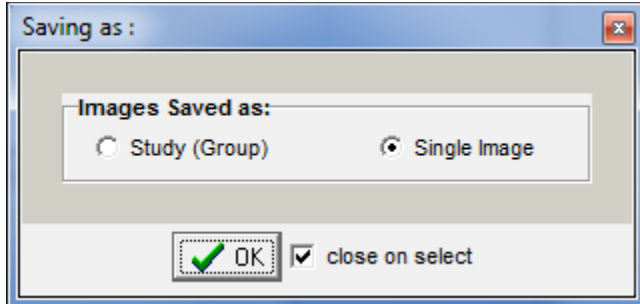 Saving as :
Images Saved as:
Study (Group) Single Image
OK close on select